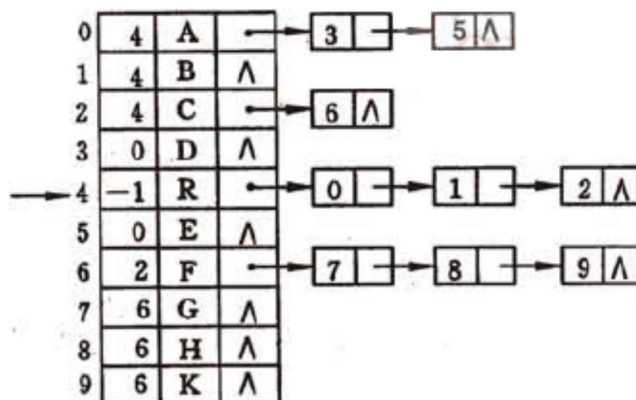 0 4 A 3 5 ∧
1 4 B ∧
2 4 C 6 ∧
3 0 D ∧
4 -1 R 0 1 2 ∧
5 0 E ∧
6 2 F 7 8 9 ∧
7 6 G ∧
8 6 H ∧
9 6 K ∧